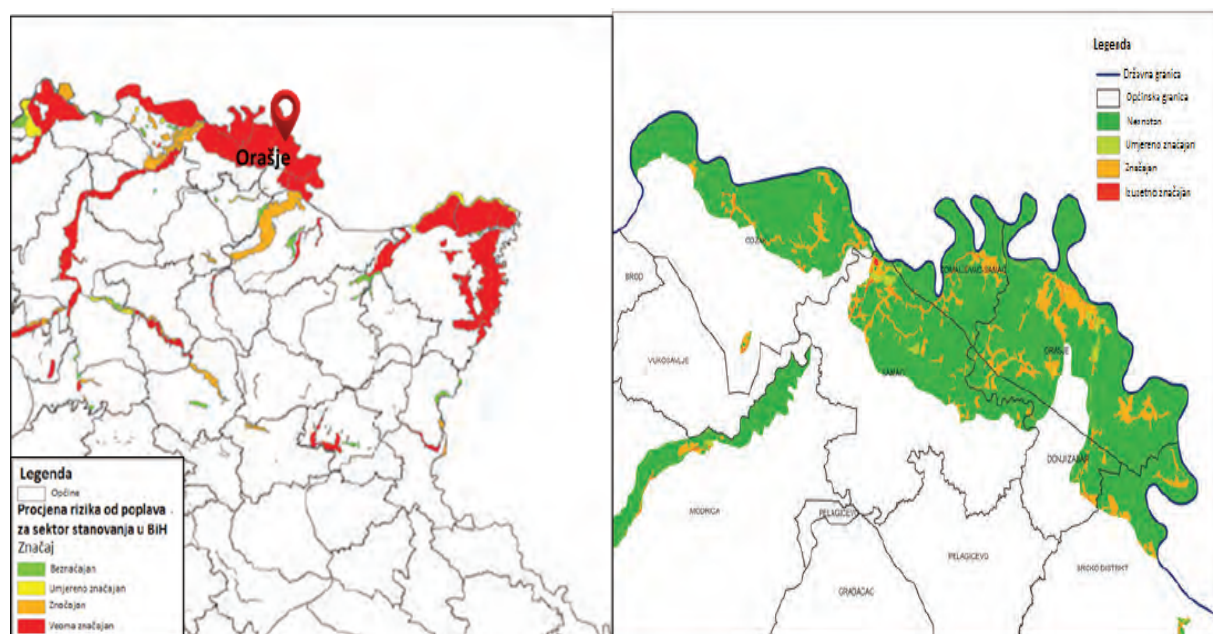 Orašje
Legenda
Općine
Procjena rizika od poplava
za sektor stanovanja u BiH
Značaj
Beznačajan
Umjereno značajan
Značajan
Veoma značajan
Legenda
Državna granica
Općinska granica
Umjereno značajan
Značajan
Izuzetno značajan
BROD
VUKOSAVLJE
ŠAMAC
ORAŠJE
DONJI ŽABAR
MODRIČA
PELAGIĆEVO
PELAGIĆEVO
GRADAČAC
BRČKO DISTRIKT